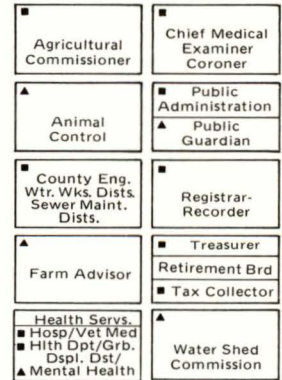 Agricultural
Commissioner
Chief Medical
Examiner
Coroner
Animal
Control
Public
Administration
Public
Guardian
County Eng.
Wtr. Wks. Dists.
Sewer Maint.
Dists.
Registrar-
Recorder
Farm Advisor
Treasurer
Retirement Brd
Tax Collector
Health Servs.
Hosp/Vet Med
Hlth Dpt/Grb.
Dspl. Dst/
Mental Health
Water Shed
Commission